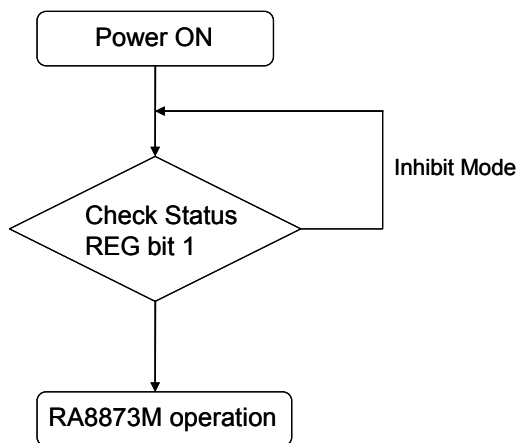 Power ON
Inhibit Mode
Check Status
REG bit 1
RA8873M operation